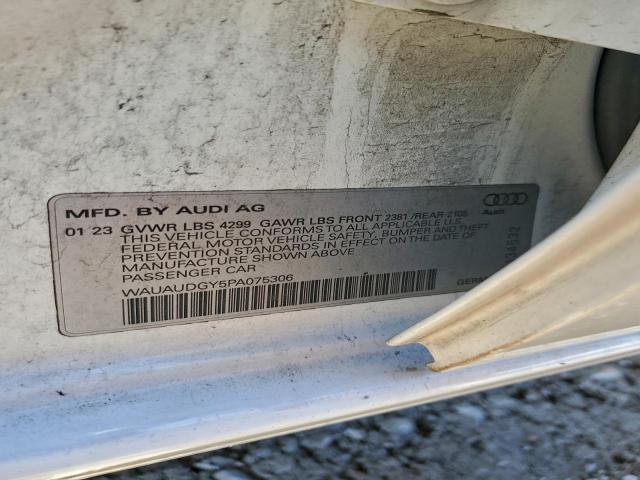 MFD. BY AUDI AG
01 23 GVWR LBS 4299 GAWR LBS FRONT 2381 /REAR 2105
THIS VEHICLE CONFORMS TO ALL APPLICABLE U.S.
FEDERAL MOTOR VEHICLE SAFETY, BUMPER AND THEFT
PREVENTION STANDARDS IN EFFECT ON THE DATE OF
MANUFACTURE SHOWN ABOVE
PASSENGER CAR
WAUAUDGY5PA075306
Audi
GERM